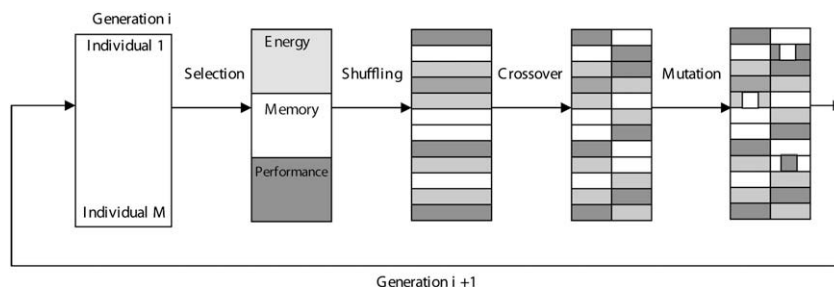 Generation i
Individual 1
Individual M
Selection
Energy
Memory
Performance
Shuffling
Crossover
Mutation
Generation i +1